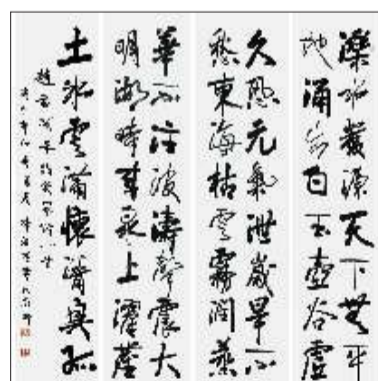 濼水發源天下無平
地涌出白玉壺谷虛
久恐元氣泄歲旱不
愁東海枯雲霧潤蒸
華不注波濤聲震大
明湖時來泉上濯塵
土冰雪滿懷清興孤